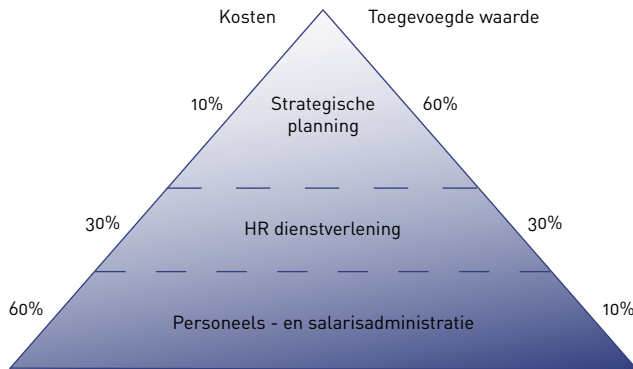 Kosten
Toegevoegde waarde
10%
Strategische
planning
60%
30%
HR dienstverlening
30%
60%
Personeels - en salarisadministratie
10%